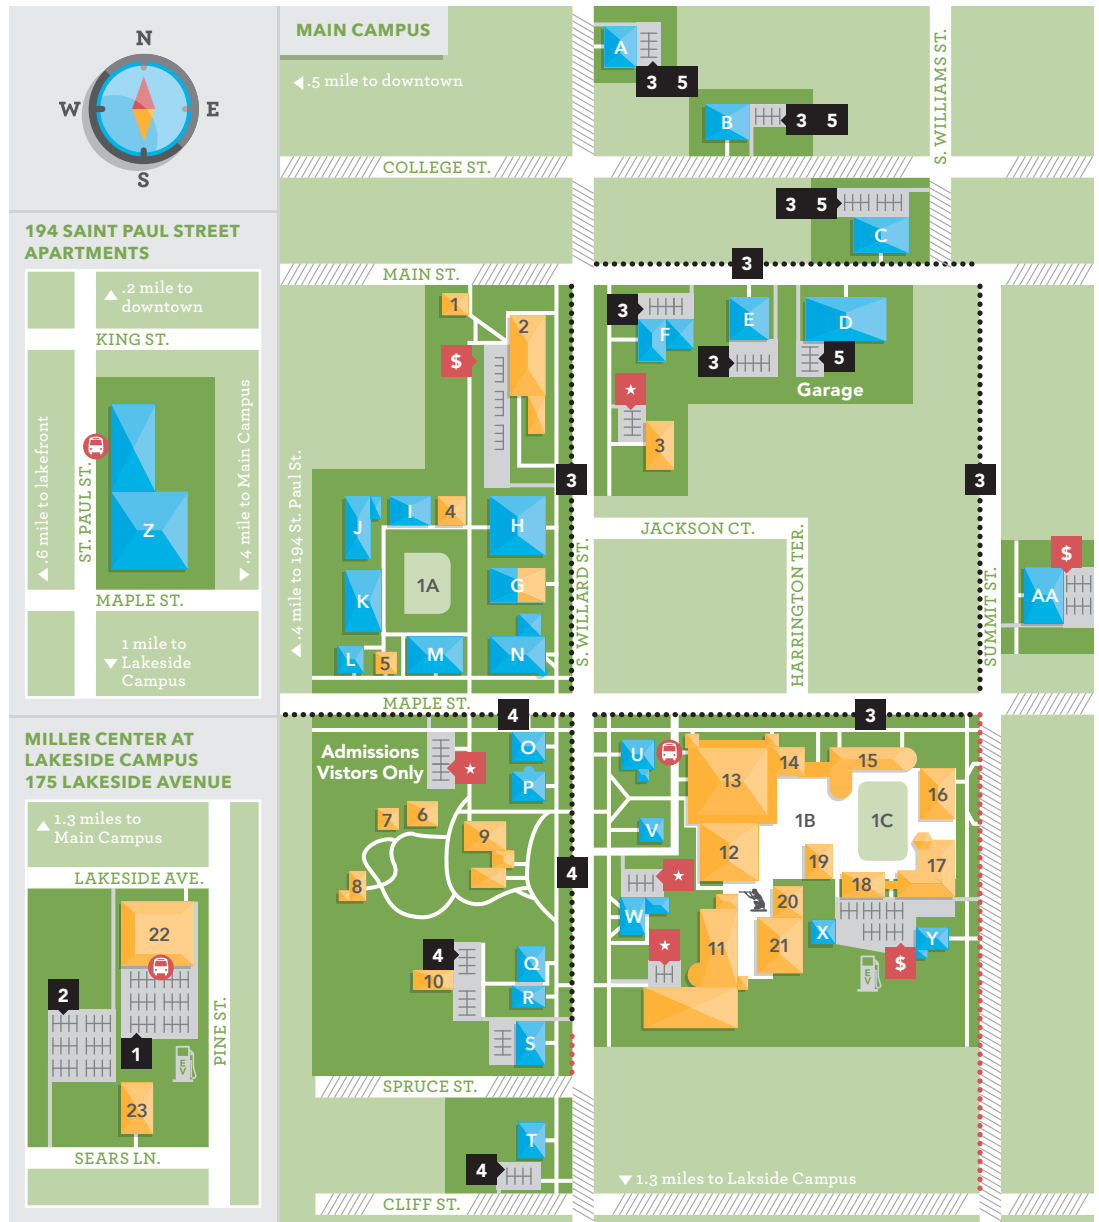 N
W
E
S
MAIN CAMPUS
.5 mile to downtown
A
3 5
B
3 5
S. WILLIAMS ST.
COLLEGE ST.
3 5
C
194 SAINT PAUL STREET
APARTMENTS
.2 mile to
downtown
KING ST.
.6 mile to lakefront
ST. PAUL ST.
Z
.4 mile to Main Campus
MAPLE ST.
1 mile to
Lakeside
Campus
MAIN ST.
3
1
2
$
3
F
E
D
3
5
Garage
3
3
3
.4 mile to 194 St. Paul St.
J
I
4
H
1A
K
G
L
5
M
N
S. WILLARD ST.
JACKSON CT.
HARRINGTON TER.
SUMMIT ST.
$
AA
MAPLE ST.
4
3
MILLER CENTER AT
LAKESIDE CAMPUS
175 LAKESIDE AVENUE
1.3 miles to
Main Campus
LAKESIDE AVE.
22
2
1
EV
23
PINE ST.
SEARS LN.
Admissions
Vistors Only
O
P
7
6
9
8
4
4
10
Q
R
S
U
13
14
15
16
V
1B
1C
12
19
17
18
W
20
X
Y
11
21
$
EV
SPRUCE ST.
T
4
1.3 miles to Lakside Campus
CLIFF ST.